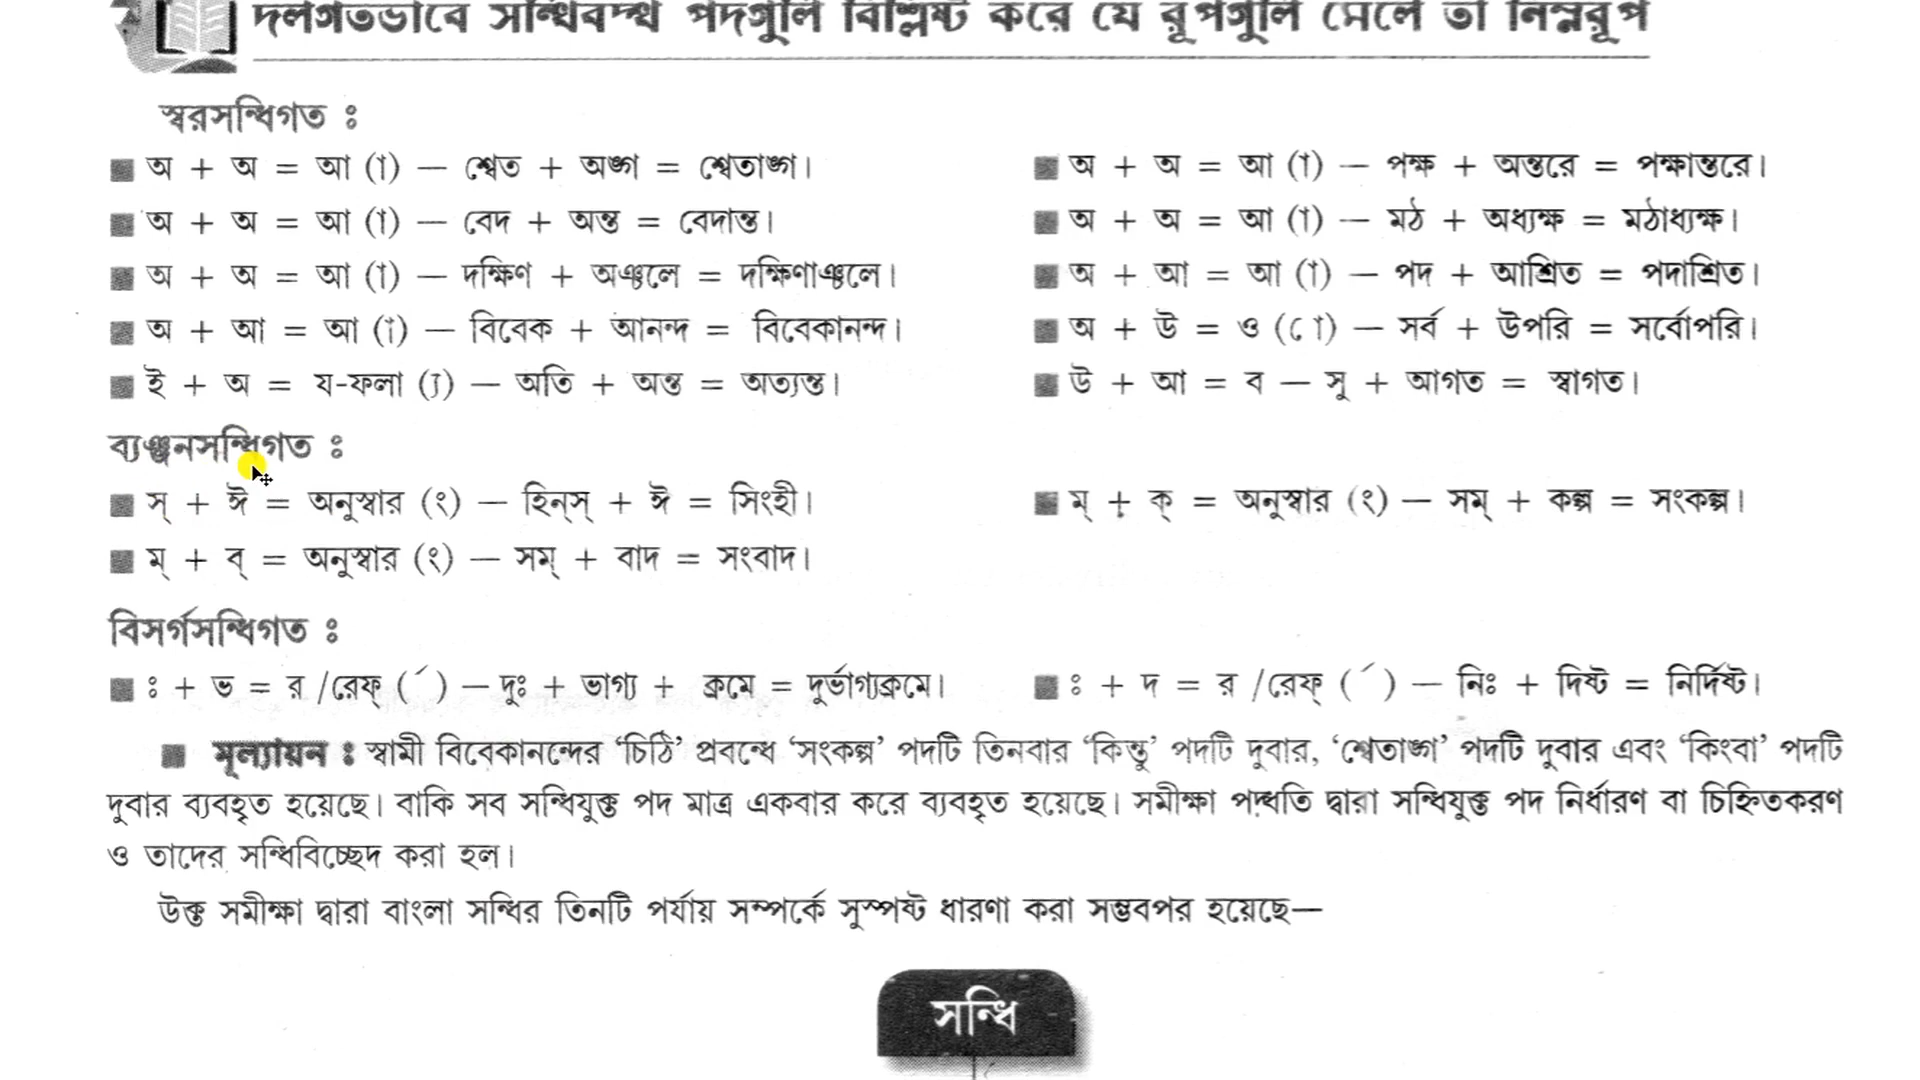 দলগতভাবে সন্ধিবদ্ধ পদগুলি বিশ্লিষ্ট করে যে রূপগুলি মেলে তা নিম্নরূপ
স্বরসন্ধিগত ঃ
■ অ + অ = আ (া) – শ্বেত + অঙ্গ = শ্বেতাঙ্গ।
■ অ + অ = আ (া) – পক্ষ + অন্তরে = পক্ষান্তরে।
■ অ + অ = আ (া) – বেদ + অন্ত = বেদান্ত।
■ অ + অ = আ (া) – মঠ + অধ্যক্ষ = মঠাধ্যক্ষ।
■ অ + অ = আ (া) – দক্ষিণ + অঞ্চলে = দক্ষিণাঞ্চলে।
■ অ + আ = আ (া) – পদ + আশ্রিত = পদাশ্রিত।
■ অ + আ = আ (া) – বিবেক + আনন্দ = বিবেকানন্দ।
■ অ + উ = ও (ো) – সর্ব + উপরি = সর্বোপরি।
■ ই + অ = য-ফলা (্য) – অতি + অন্ত = অত্যন্ত।
■ উ + আ = ব – সু + আগত = স্বাগত।
ব্যঞ্জনসন্ধিগত ঃ
■ স্ + ঈ = অনুস্বার (ং) – হিন্‌স্ + ঈ = সিংহী।
■ ম্ + ক্ = অনুস্বার (ং) – সম্ + কল্প = সংকল্প।
■ ম্ + ব্ = অনুস্বার (ং) – সম্ + বাদ = সংবাদ।
বিসর্গসন্ধিগত ঃ
■ ঃ + ভ = র /রেফ্ (´) – দুঃ + ভাগ্য + ক্রমে = দুর্ভাগ্যক্রমে।
■ ঃ + দ = র /রেফ্ (´) – নিঃ + দিষ্ট = নির্দিষ্ট।
■ মূল্যায়ন ঃ স্বামী বিবেকানন্দের ‘চিঠি’ প্রবন্ধে ‘সংকল্প’ পদটি তিনবার ‘কিন্তু’ পদটি দুবার, ‘শ্বেতাঙ্গ’ পদটি দুবার এবং ‘কিংবা’ পদটি
দুবার ব্যবহৃত হয়েছে। বাকি সব সন্ধিযুক্ত পদ মাত্র একবার করে ব্যবহৃত হয়েছে। সমীক্ষা পদ্ধতি দ্বারা সন্ধিযুক্ত পদ নির্ধারণ বা চিহ্নিতকরণ
ও তাদের সন্ধিবিচ্ছেদ করা হল।
উক্ত সমীক্ষা দ্বারা বাংলা সন্ধির তিনটি পর্যায় সম্পর্কে সুস্পষ্ট ধারণা করা সম্ভবপর হয়েছে—
সন্ধি